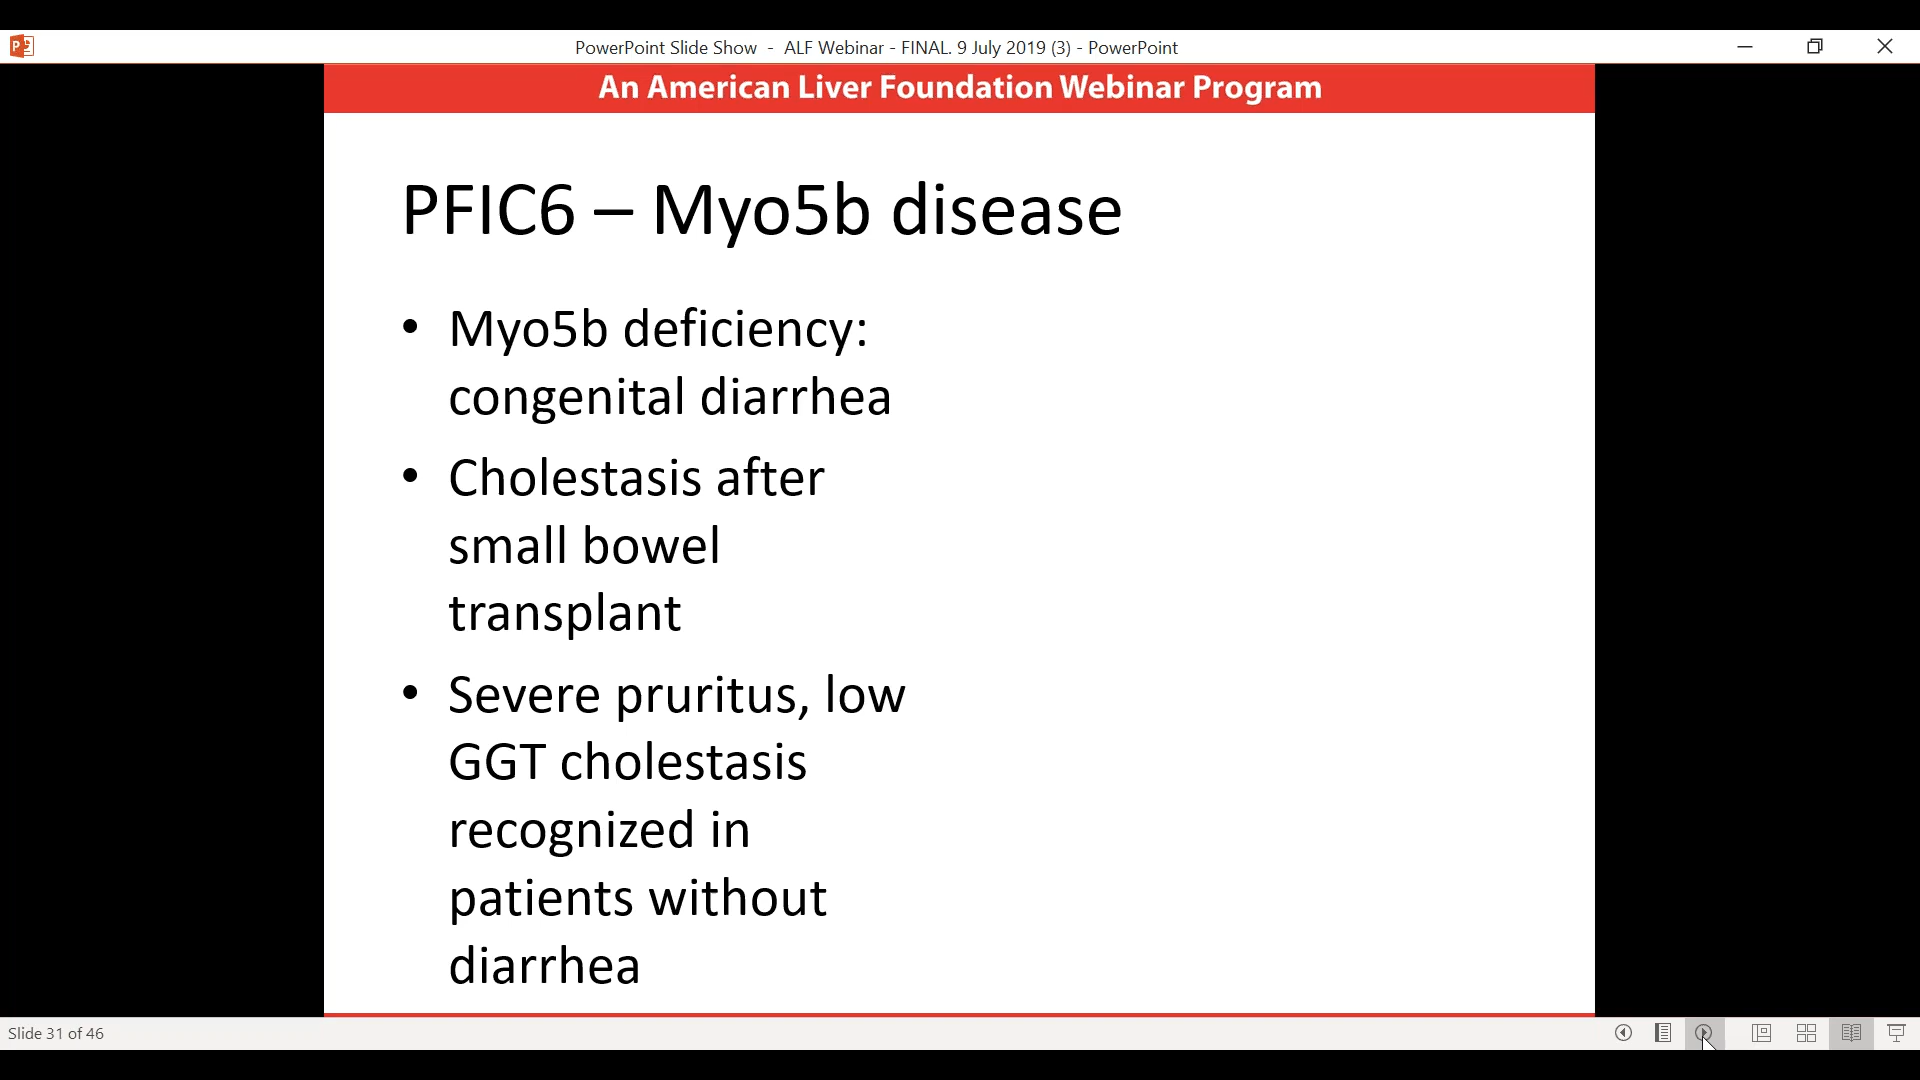 PowerPoint Slide Show - ALF Webinar - FINAL. 9 July 2019 (3) - PowerPoint
An American Liver Foundation Webinar Program
PFIC6 – Myo5b disease
• Myo5b deficiency:
congenital diarrhea
• Cholestasis after
small bowel
transplant
• Severe pruritus, low
GGT cholestasis
recognized in
patients without
diarrhea
Slide 31 of 46